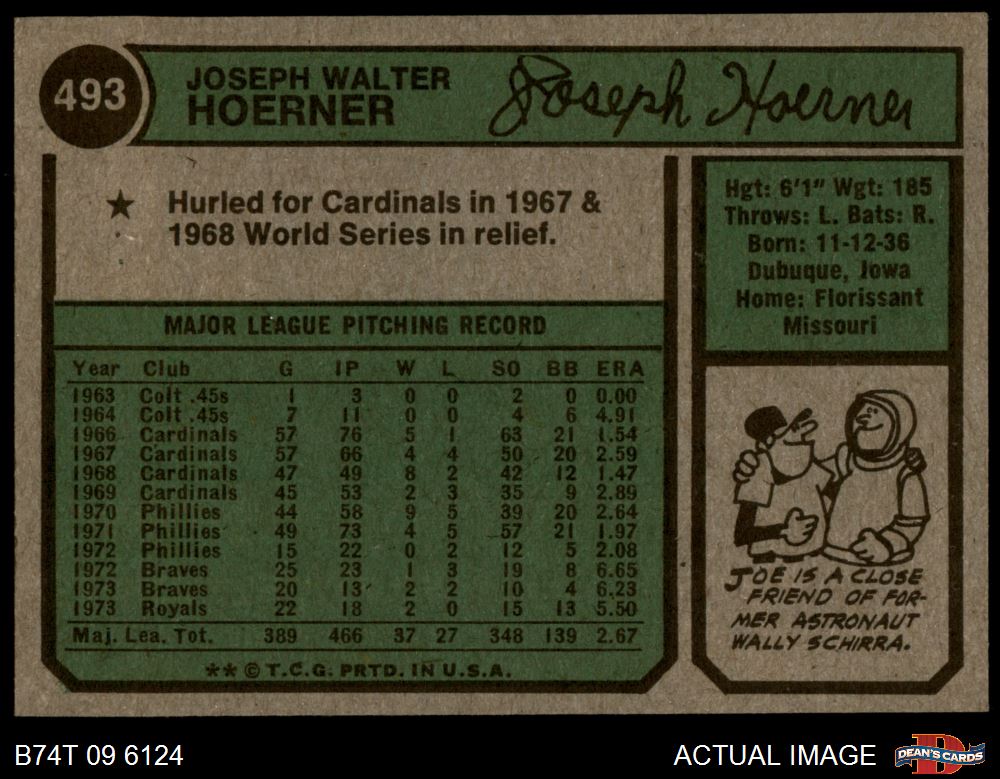 493
JOSEPH WALTER
HOERNER
Joseph Hoerner
★ Hurled for Cardinals in 1967 &
1968 World Series in relief.
Hgt: 6'1" Wgt: 185
Throws: L. Bats: R.
Born: 11-12-36
Dubuque, Iowa
Home: Florissant
Missouri
MAJOR LEAGUE PITCHING RECORD
Year Club G IP W L SO BB ERA
1963 Colt .45s 1 3 0 0 2 0 0.00
1964 Colt .45s 7 11 0 0 4 6 4.91
1966 Cardinals 57 76 5 1 63 21 1.54
1967 Cardinals 57 66 4 4 50 20 2.59
1968 Cardinals 47 49 8 2 42 12 1.47
1969 Cardinals 45 53 2 3 35 9 2.89
1970 Phillies 44 58 9 5 39 20 2.64
1971 Phillies 49 73 4 5 57 21 1.97
1972 Phillies 15 22 0 2 12 5 2.08
1972 Braves 25 23 1 3 19 8 6.65
1973 Braves 20 13 2 2 10 4 6.23
1973 Royals 22 18 2 0 15 13 5.50
Maj. Lea. Tot. 389 466 37 27 348 139 2.67
** © T.C.G. PRTD. IN U.S.A.
JOE IS A CLOSE
FRIEND OF FOR-
MER ASTRONAUT
WALLY SCHIRRA.
B74T 09 6124
ACTUAL IMAGE
DEAN'S CARDS